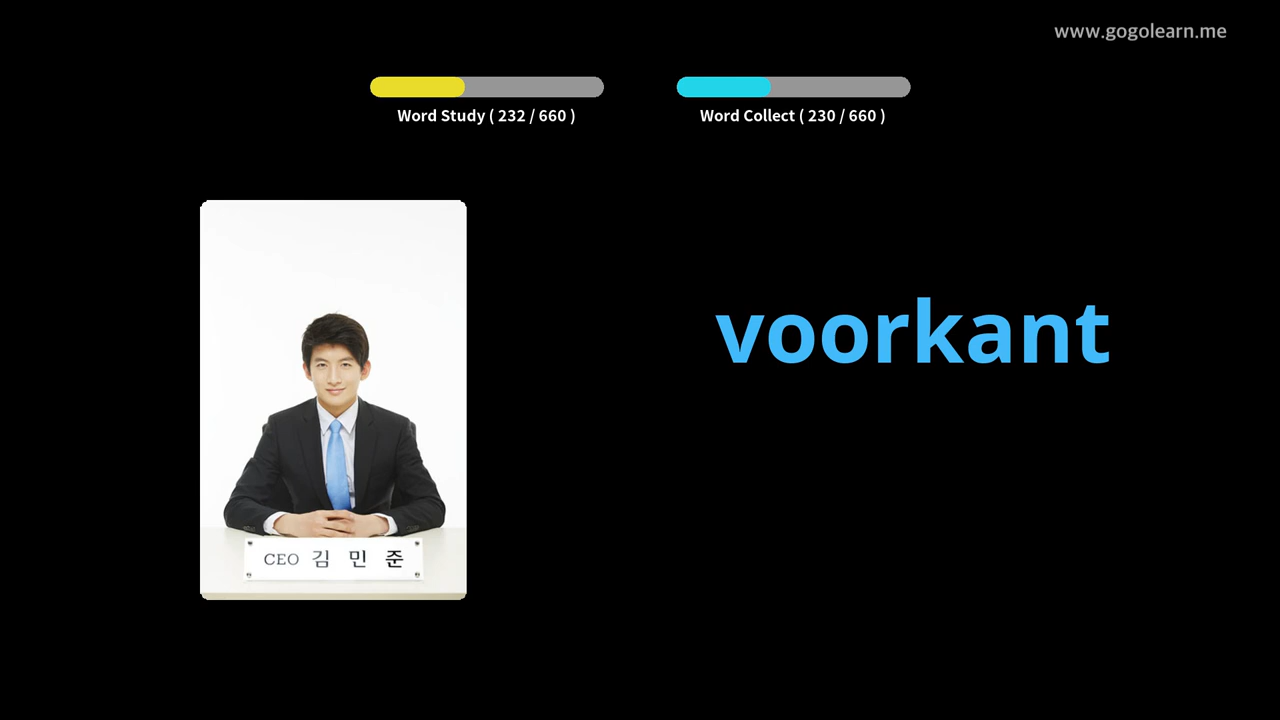 www.gogolearn.me
Word Study ( 232 / 660 )
Word Collect ( 230 / 660 )
voorkant
CEO 김 민 준